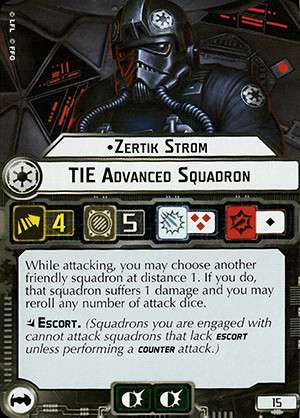 © LFL © FFG
•Zertik Strom
TIE Advanced Squadron
4 5
While attacking, you may choose another
friendly squadron at distance 1. If you do,
that squadron suffers 1 damage and you may
reroll any number of attack dice.
Escort. (Squadrons you are engaged with
cannot attack squadrons that lack escort
unless performing a counter attack.)
15